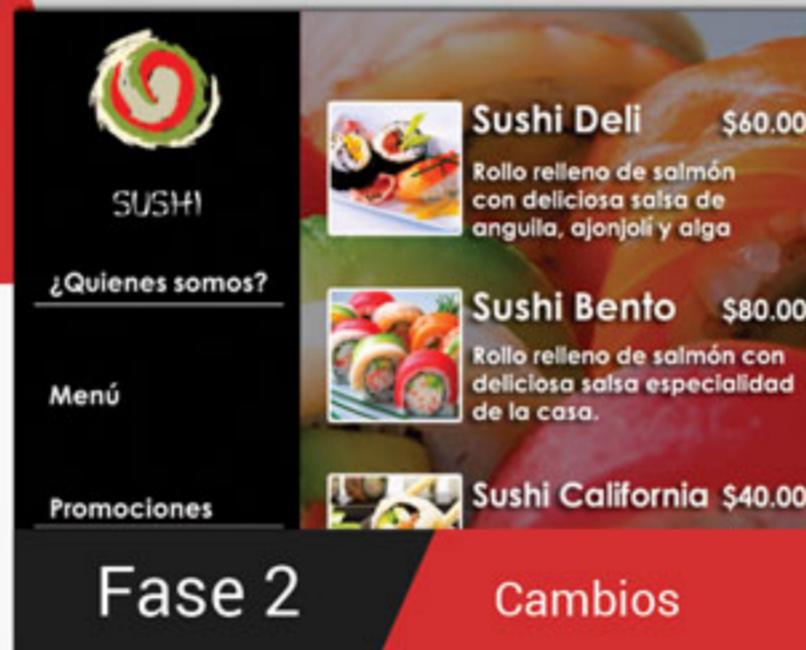 SUSHI
¿Quienes somos?
Menú
Promociones
Sushi Deli $60.00
Rollo relleno de salmón
con deliciosa salsa de
anguila, ajonjolí y alga
Sushi Bento $80.00
Rollo relleno de salmón con
deliciosa salsa especialidad
de la casa.
Sushi California $40.00
Fase 2
Cambios